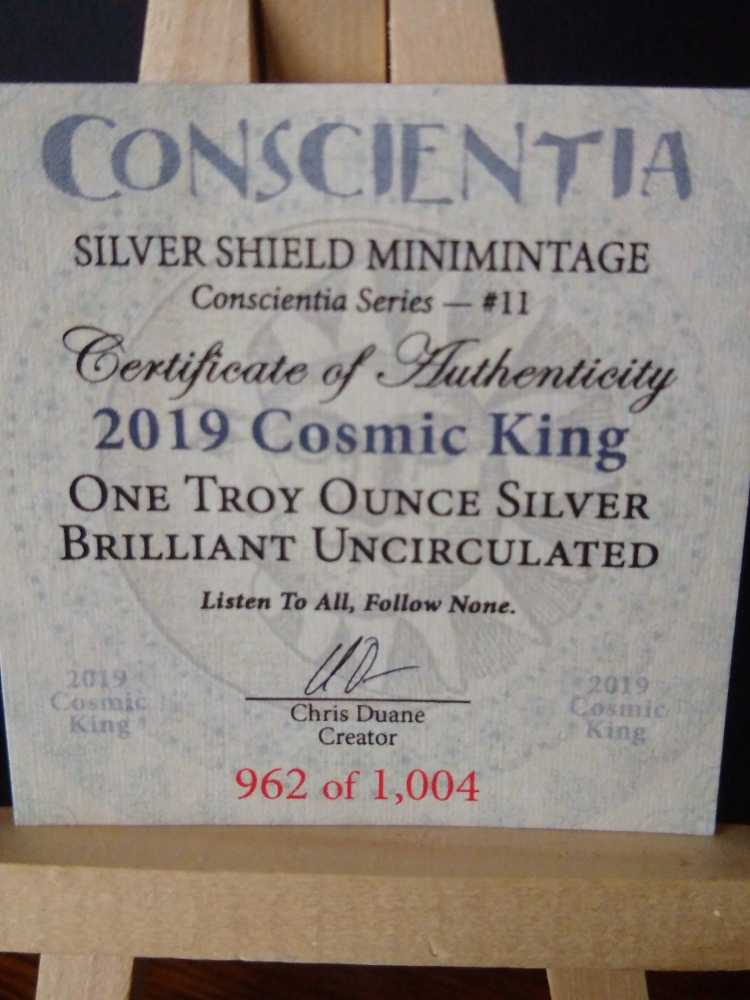 CONSCIENTIA
SILVER SHIELD MINIMINTAGE
Conscientia Series — #11
Certificate of Authenticity
2019 Cosmic King
ONE TROY OUNCE SILVER
BRILLIANT UNCIRCULATED
Listen To All, Follow None.
2019
Cosmic
King
2019
Cosmic
King
Chris Duane
Creator
962 of 1,004